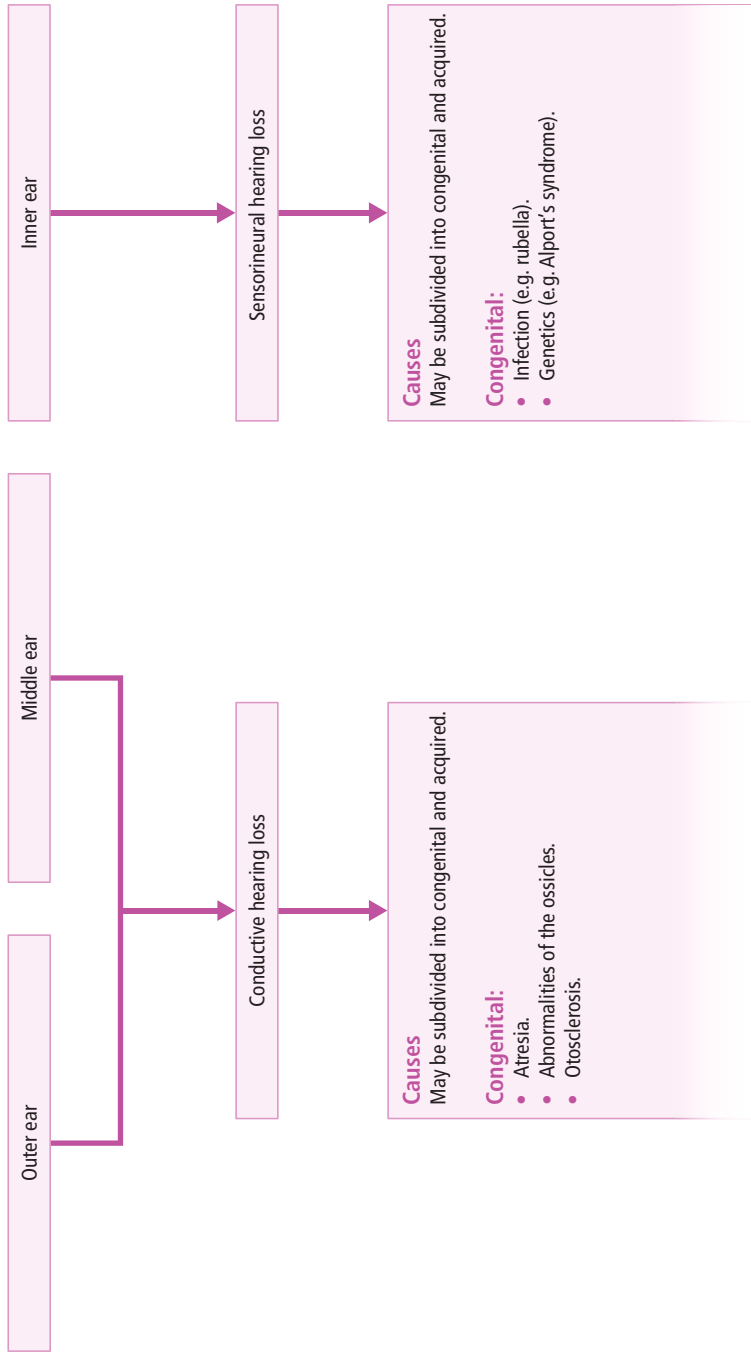 Outer ear
Middle ear
Inner ear
Conductive hearing loss
Sensorineural hearing loss
Causes
May be subdivided into congenital and acquired.
Congenital:
• Atresia.
• Abnormalities of the ossicles.
• Otosclerosis.
Causes
May be subdivided into congenital and acquired.
Congenital:
• Infection (e.g. rubella).
• Genetics (e.g. Alport's syndrome).